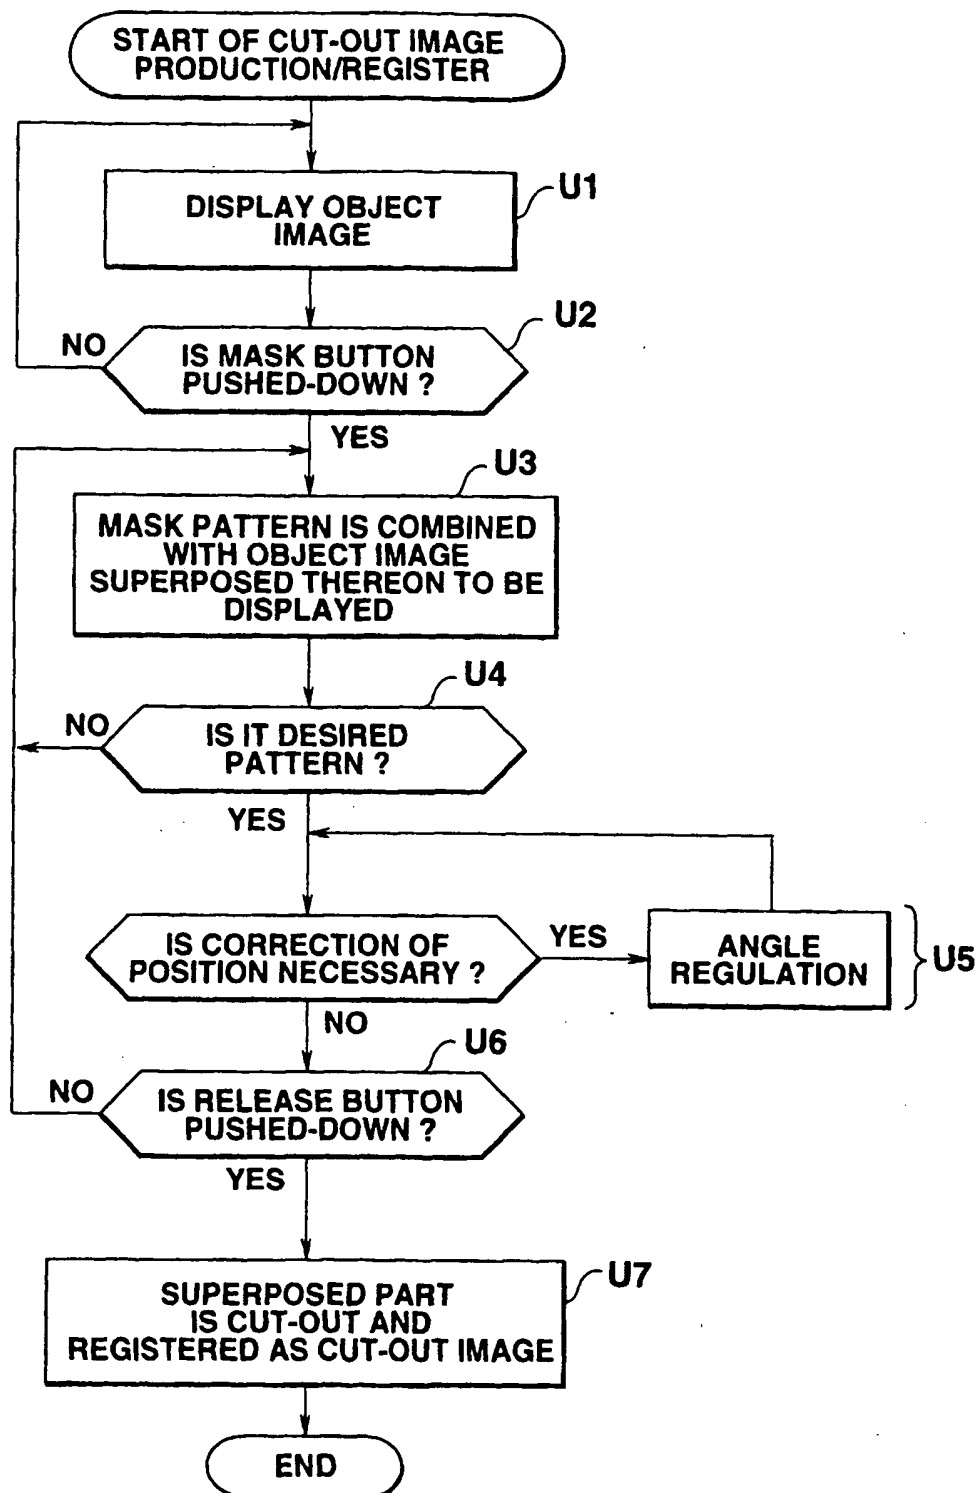 START OF CUT-OUT IMAGE
PRODUCTION/REGISTER
DISPLAY OBJECT
IMAGE
U1
U2
NO
IS MASK BUTTON
PUSHED-DOWN ?
YES
U3
MASK PATTERN IS COMBINED
WITH OBJECT IMAGE
SUPERPOSED THEREON TO BE
DISPLAYED
U4
NO
IS IT DESIRED
PATTERN ?
YES
IS CORRECTION OF
POSITION NECESSARY ?
YES
ANGLE
REGULATION
U5
NO
U6
NO
IS RELEASE BUTTON
PUSHED-DOWN ?
YES
U7
SUPERPOSED PART
IS CUT-OUT AND
REGISTERED AS CUT-OUT IMAGE
END